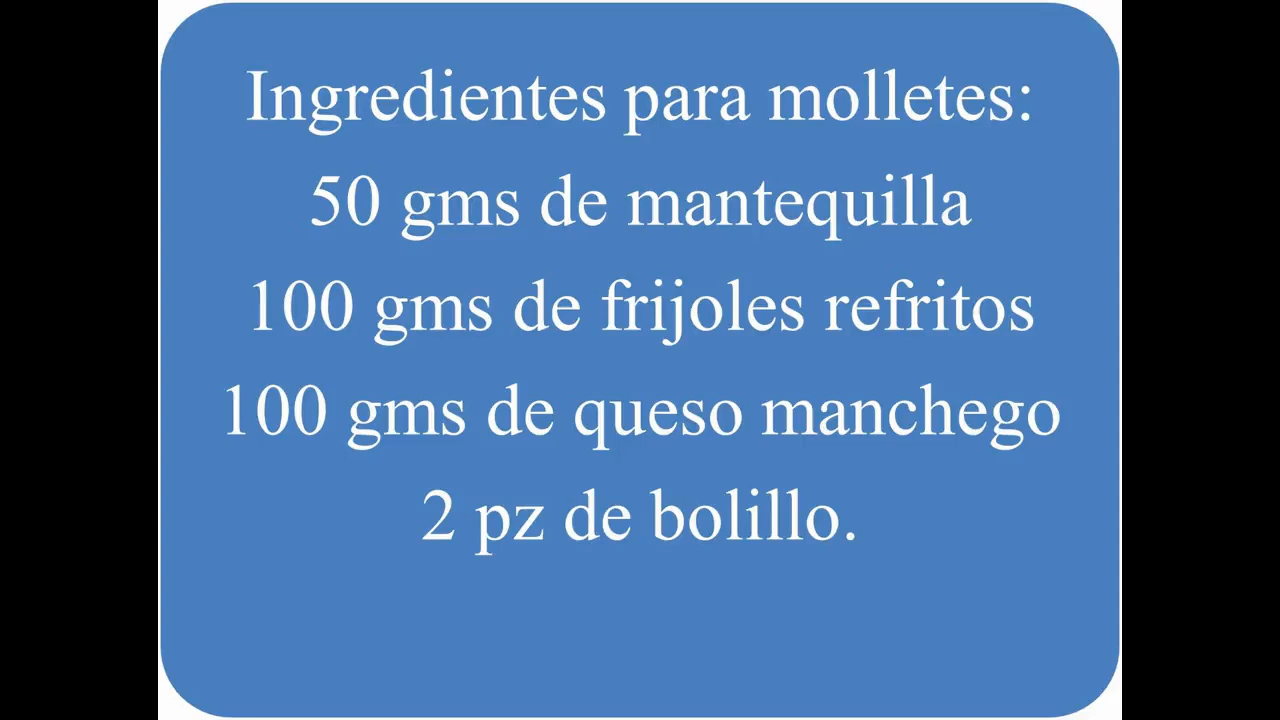 Ingredientes para molletes:
50 gms de mantequilla
100 gms de frijoles refritos
100 gms de queso manchego
2 pz de bolillo.